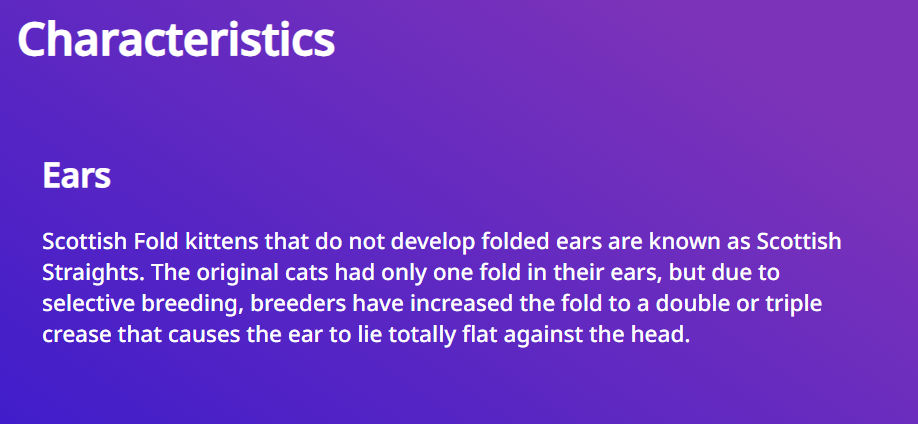 Characteristics
Ears
Scottish Fold kittens that do not develop folded ears are known as Scottish
Straights. The original cats had only one fold in their ears, but due to
selective breeding, breeders have increased the fold to a double or triple
crease that causes the ear to lie totally flat against the head.